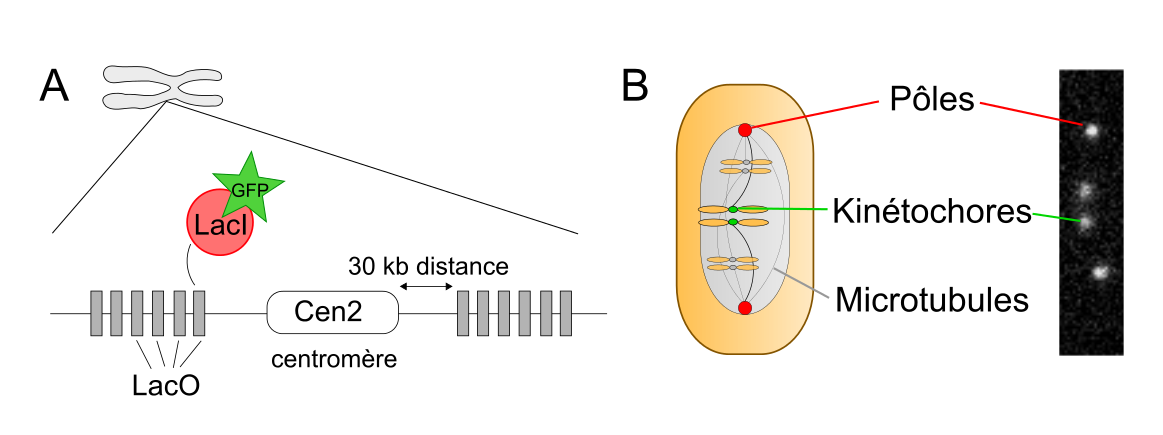 A
GFP
LacI
30 kb distance
Cen2
centromère
LacO
B
Pôles
Kinétochores
Microtubules